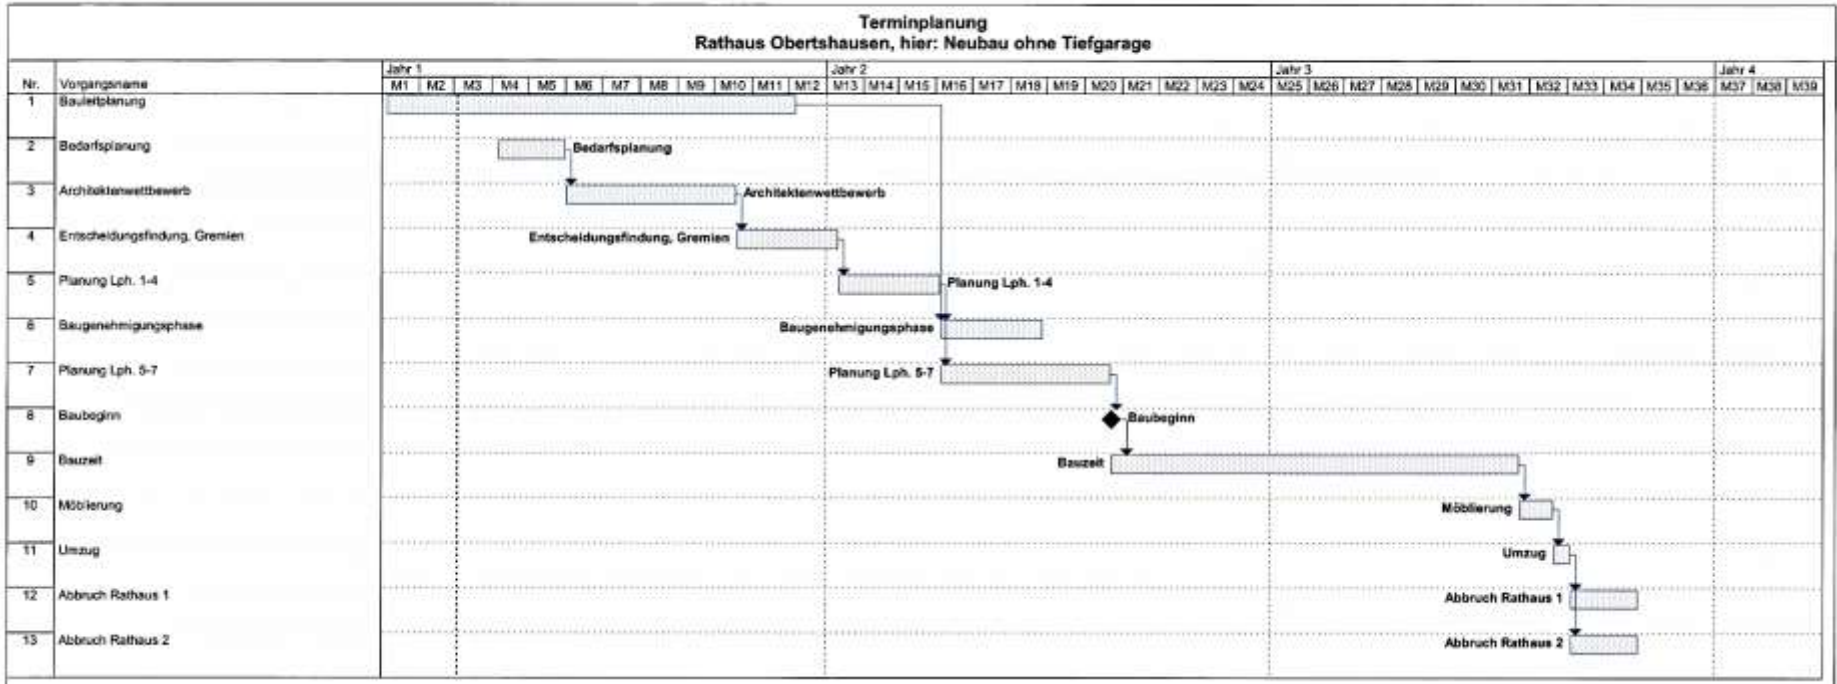 Terminplanung
Rathaus Obertshausen, hier: Neubau ohne Tiefgarage
Jahr 1 Jahr 2 Jahr 3 Jahr 4
Nr. Vorgangsname M1 M2 M3 M4 M5 M6 M7 M8 M9 M10 M11 M12 M13 M14 M15 M16 M17 M18 M19 M20 M21 M22 M23 M24 M25 M26 M27 M28 M29 M30 M31 M32 M33 M34 M35 M36 M37 M38 M39
1 Bauleitplanung
2 Bedarfsplanung Bedarfsplanung
3 Architektenwettbewerb Architektenwettbewerb
4 Entscheidungsfindung, Gremien Entscheidungsfindung, Gremien
5 Planung Lph. 1-4 Planung Lph. 1-4
6 Baugenehmigungsphase Baugenehmigungsphase
7 Planung Lph. 5-7 Planung Lph. 5-7
8 Baubeginn Baubeginn
9 Bauzeit Bauzeit
10 Möblierung Möblierung
11 Umzug Umzug
12 Abbruch Rathaus 1 Abbruch Rathaus 1
13 Abbruch Rathaus 2 Abbruch Rathaus 2